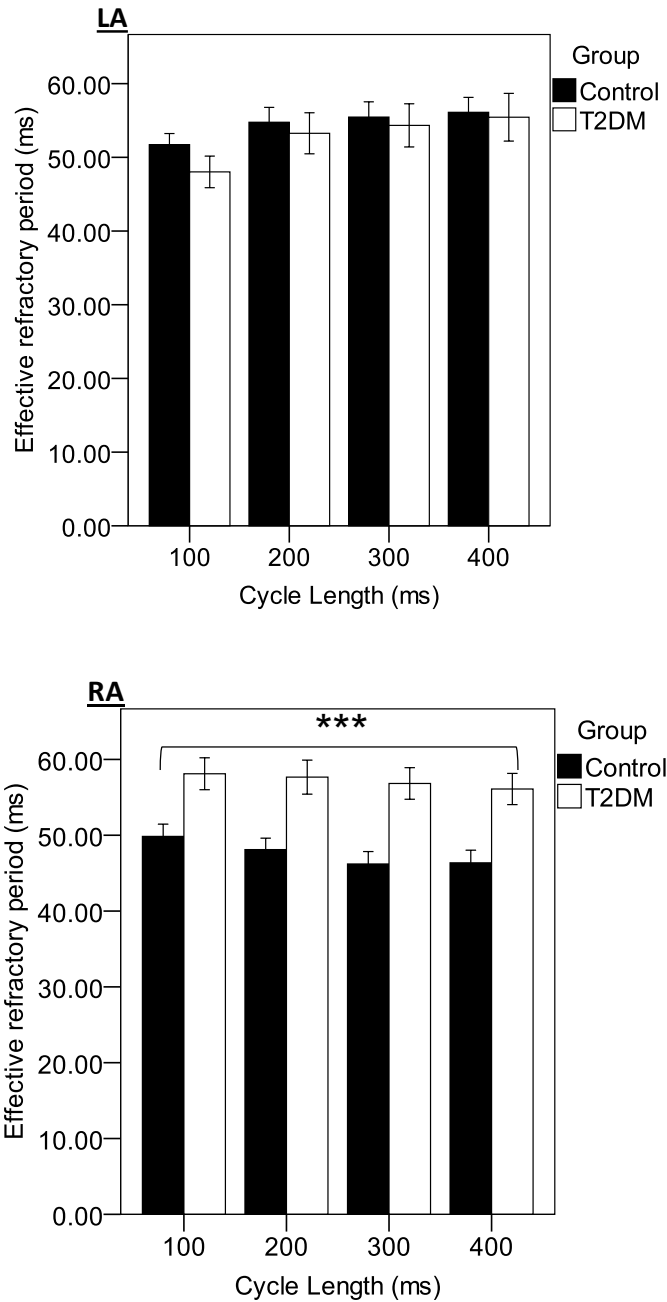 LA
Group
Control
T2DM
Effective refractory period (ms)
60.00
50.00
40.00
30.00
20.00
10.00
0.00
100 200 300 400
Cycle Length (ms)
RA
***
Group
Control
T2DM
Effective refractory period (ms)
60.00
50.00
40.00
30.00
20.00
10.00
0.00
100 200 300 400
Cycle Length (ms)